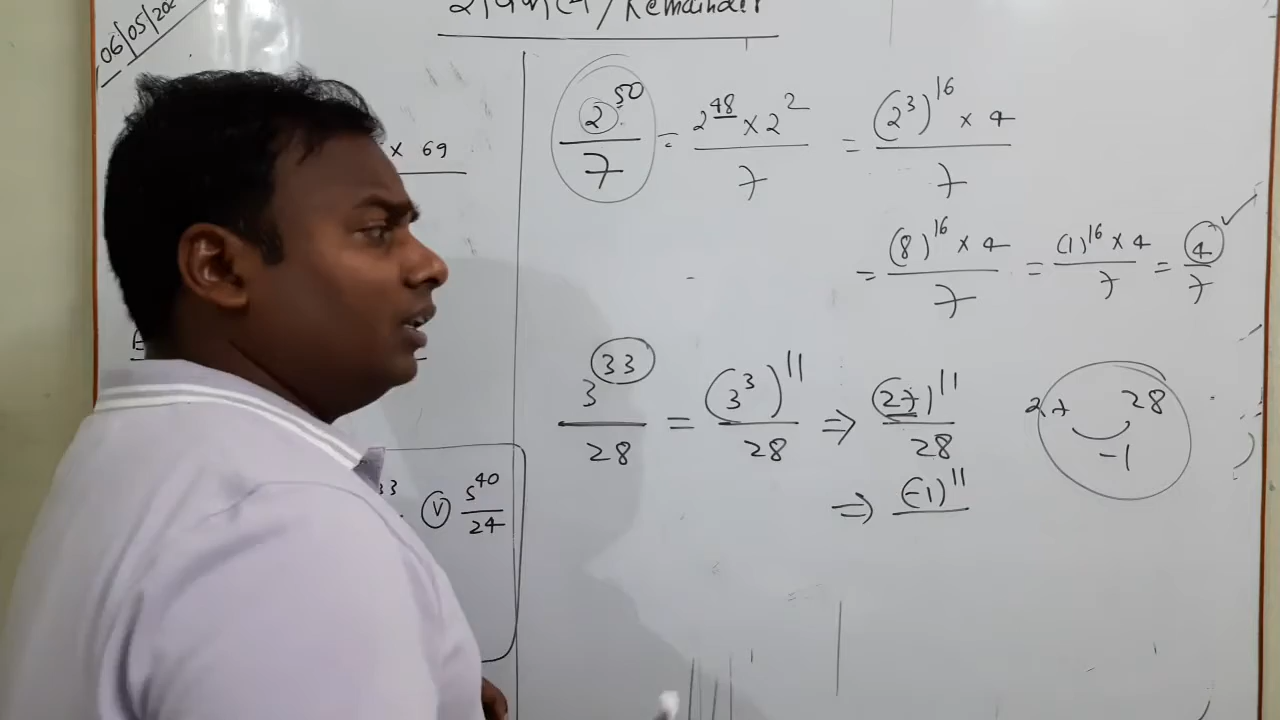 06/05/20
/ Remainder
x 69
2^50 / 7 = 2^48 x 2^2 / 7 = (2^3)^16 x 4 / 7
= (8)^16 x 4 / 7 = (1)^16 x 4 / 7 = 4 / 7 ✓
3^33 / 28 = (3^3)^11 / 28 ⇒ (27)^11 / 28
27 28
-1
⇒ (-1)^11
33 . (V) 5^40 / 24